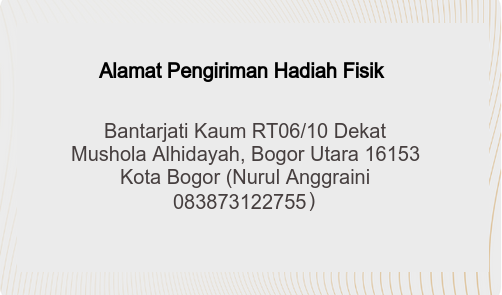 Alamat Pengiriman Hadiah Fisik
Bantarjati Kaum RT06/10 Dekat
Mushola Alhidayah, Bogor Utara 16153
Kota Bogor (Nurul Anggraini
083873122755)